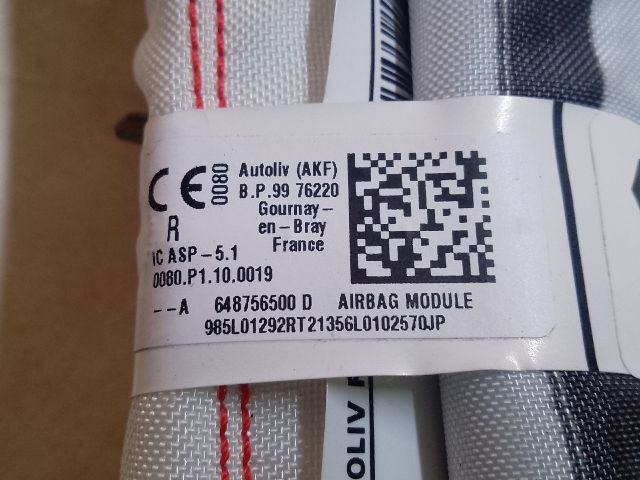 CE 0080
Autoliv (AKF)
B.P.99 76220
Gournay-
en-Bray
France
R
IC ASP-5.1
0080.P1.10.0019
--A 648756500 D AIRBAG MODULE
985L01292RT21356L0102570JP
OLIV